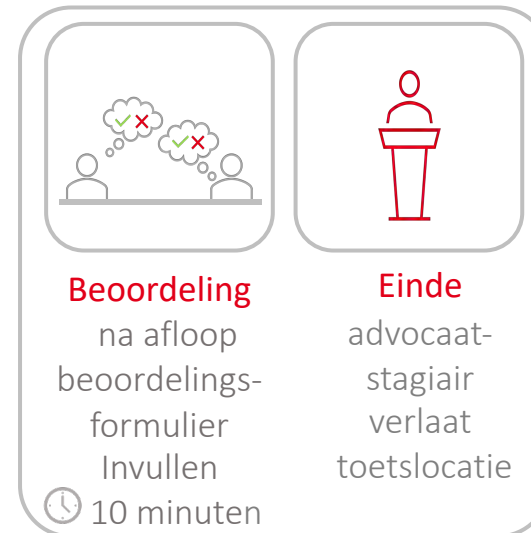 Beoordeling
na afloop
beoordelings-
formulier
Invullen
10 minuten
Einde
advocaat-
stagiair
verlaat
toetslocatie